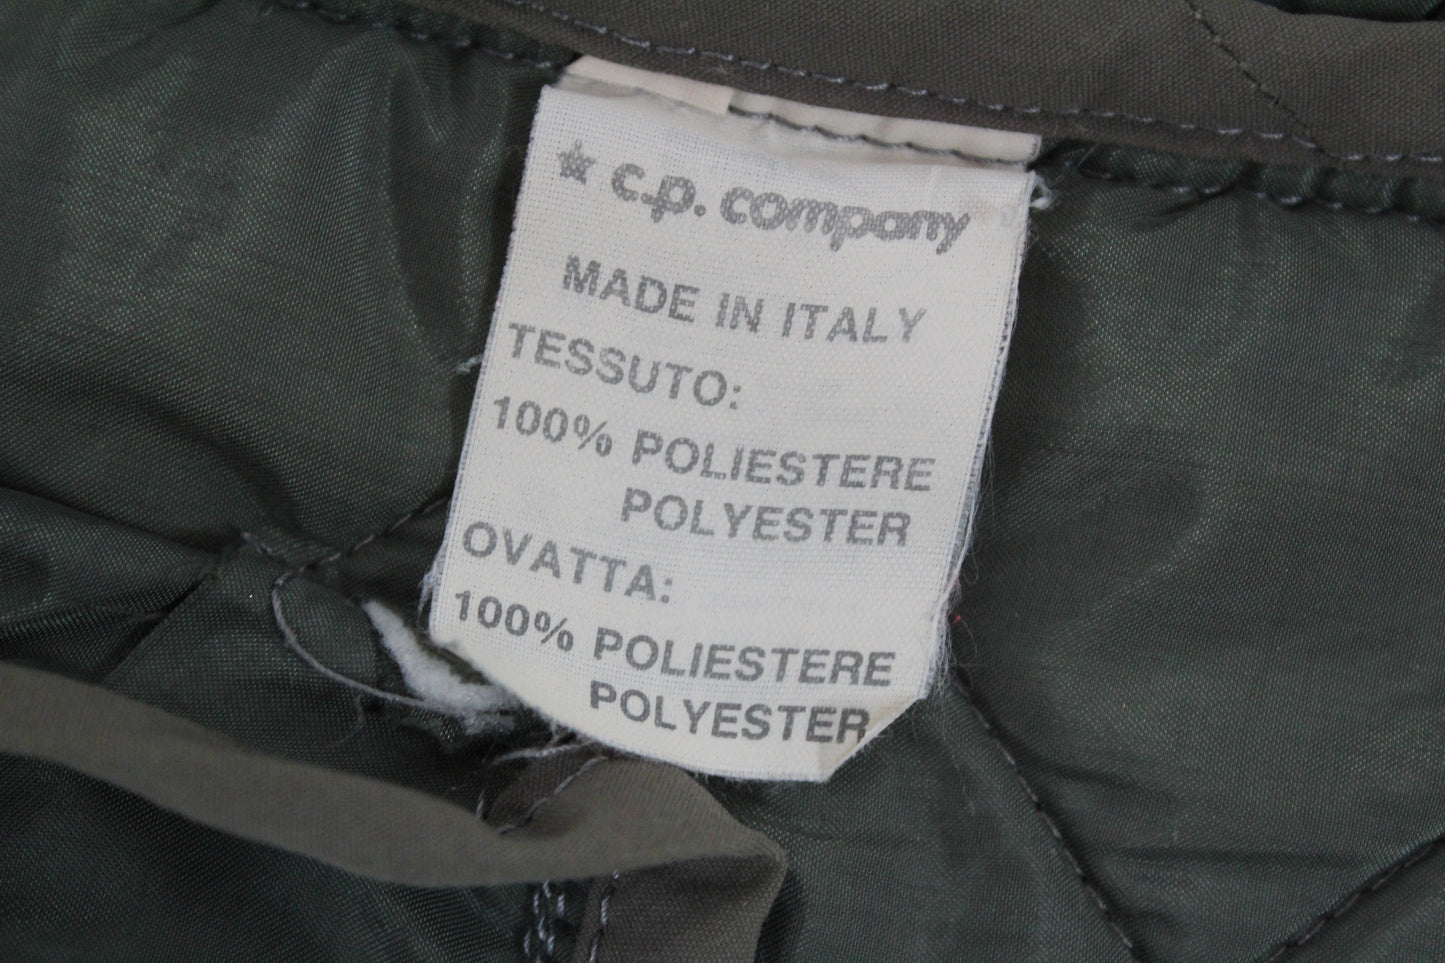 ★ c.p. company
MADE IN ITALY
TESSUTO:
100% POLIESTERE
POLYESTER
OVATTA:
100% POLIESTERE
POLYESTER